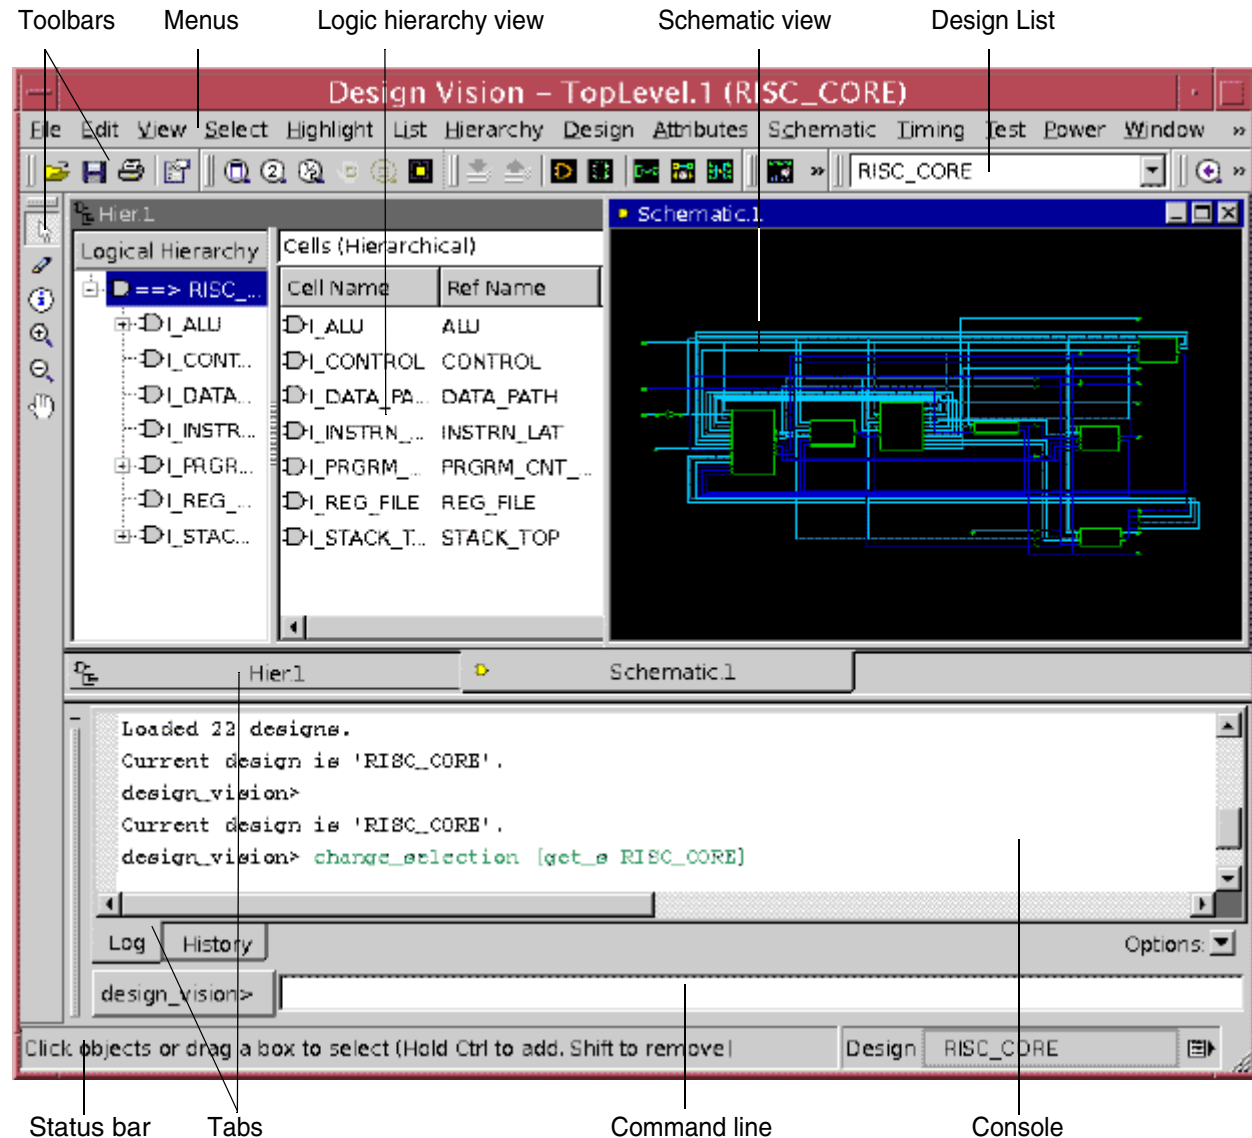 Toolbars Menus Logic hierarchy view Schematic view Design List
Design Vision – TopLevel.1 (RISC_CORE)
File Edit View Select Highlight List Hierarchy Design Attributes Schematic Timing Test Power Window »
2 ½ » RISC_CORE »
Hier.1
Schematic.1
Logical Hierarchy
Cells (Hierarchical)
Cell Name Ref Name
==> RISC_...
I_ALU
I_CONT...
I_DATA...
I_INSTR...
I_PRGR...
I_REG_...
I_STAC...
I_ALU ALU
I_CONTROL CONTROL
I_DATA_PA... DATA_PATH
I_INSTRN_... INSTRN_LAT
I_PRGRM_... PRGRM_CNT_...
I_REG_FILE REG_FILE
I_STACK_T... STACK_TOP
Hier.1 Schematic.1
Loaded 22 designs.
Current design is 'RISC_CORE'.
design_vision>
Current design is 'RISC_CORE'.
design_vision> change_selection [get_s RISC_CORE]
Log History Options:
design_vision>
Click objects or drag a box to select (Hold Ctrl to add. Shift to remove) Design RISC_CORE
Status bar Tabs Command line Console